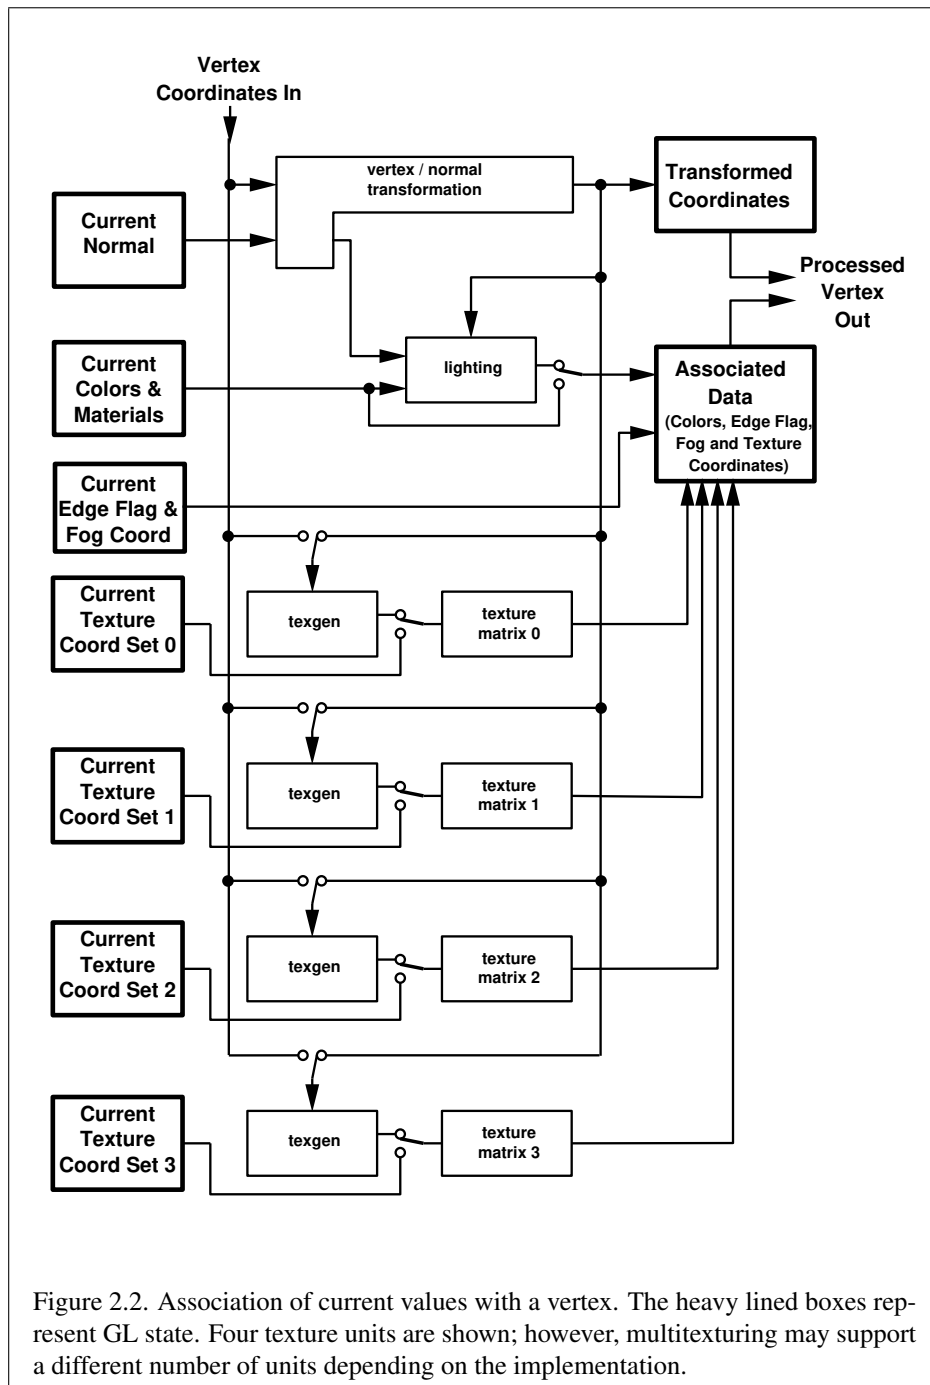 Vertex
Coordinates In
vertex / normal
transformation
Transformed
Coordinates
Current
Normal
Processed
Vertex
Out
Current
Colors &
Materials
lighting
Associated
Data
(Colors, Edge Flag,
Fog and Texture
Coordinates)
Current
Edge Flag &
Fog Coord
Current
Texture
Coord Set 0
texgen
texture
matrix 0
Current
Texture
Coord Set 1
texgen
texture
matrix 1
Current
Texture
Coord Set 2
texgen
texture
matrix 2
Current
Texture
Coord Set 3
texgen
texture
matrix 3
Figure 2.2. Association of current values with a vertex. The heavy lined boxes rep-
resent GL state. Four texture units are shown; however, multitexturing may support
a different number of units depending on the implementation.